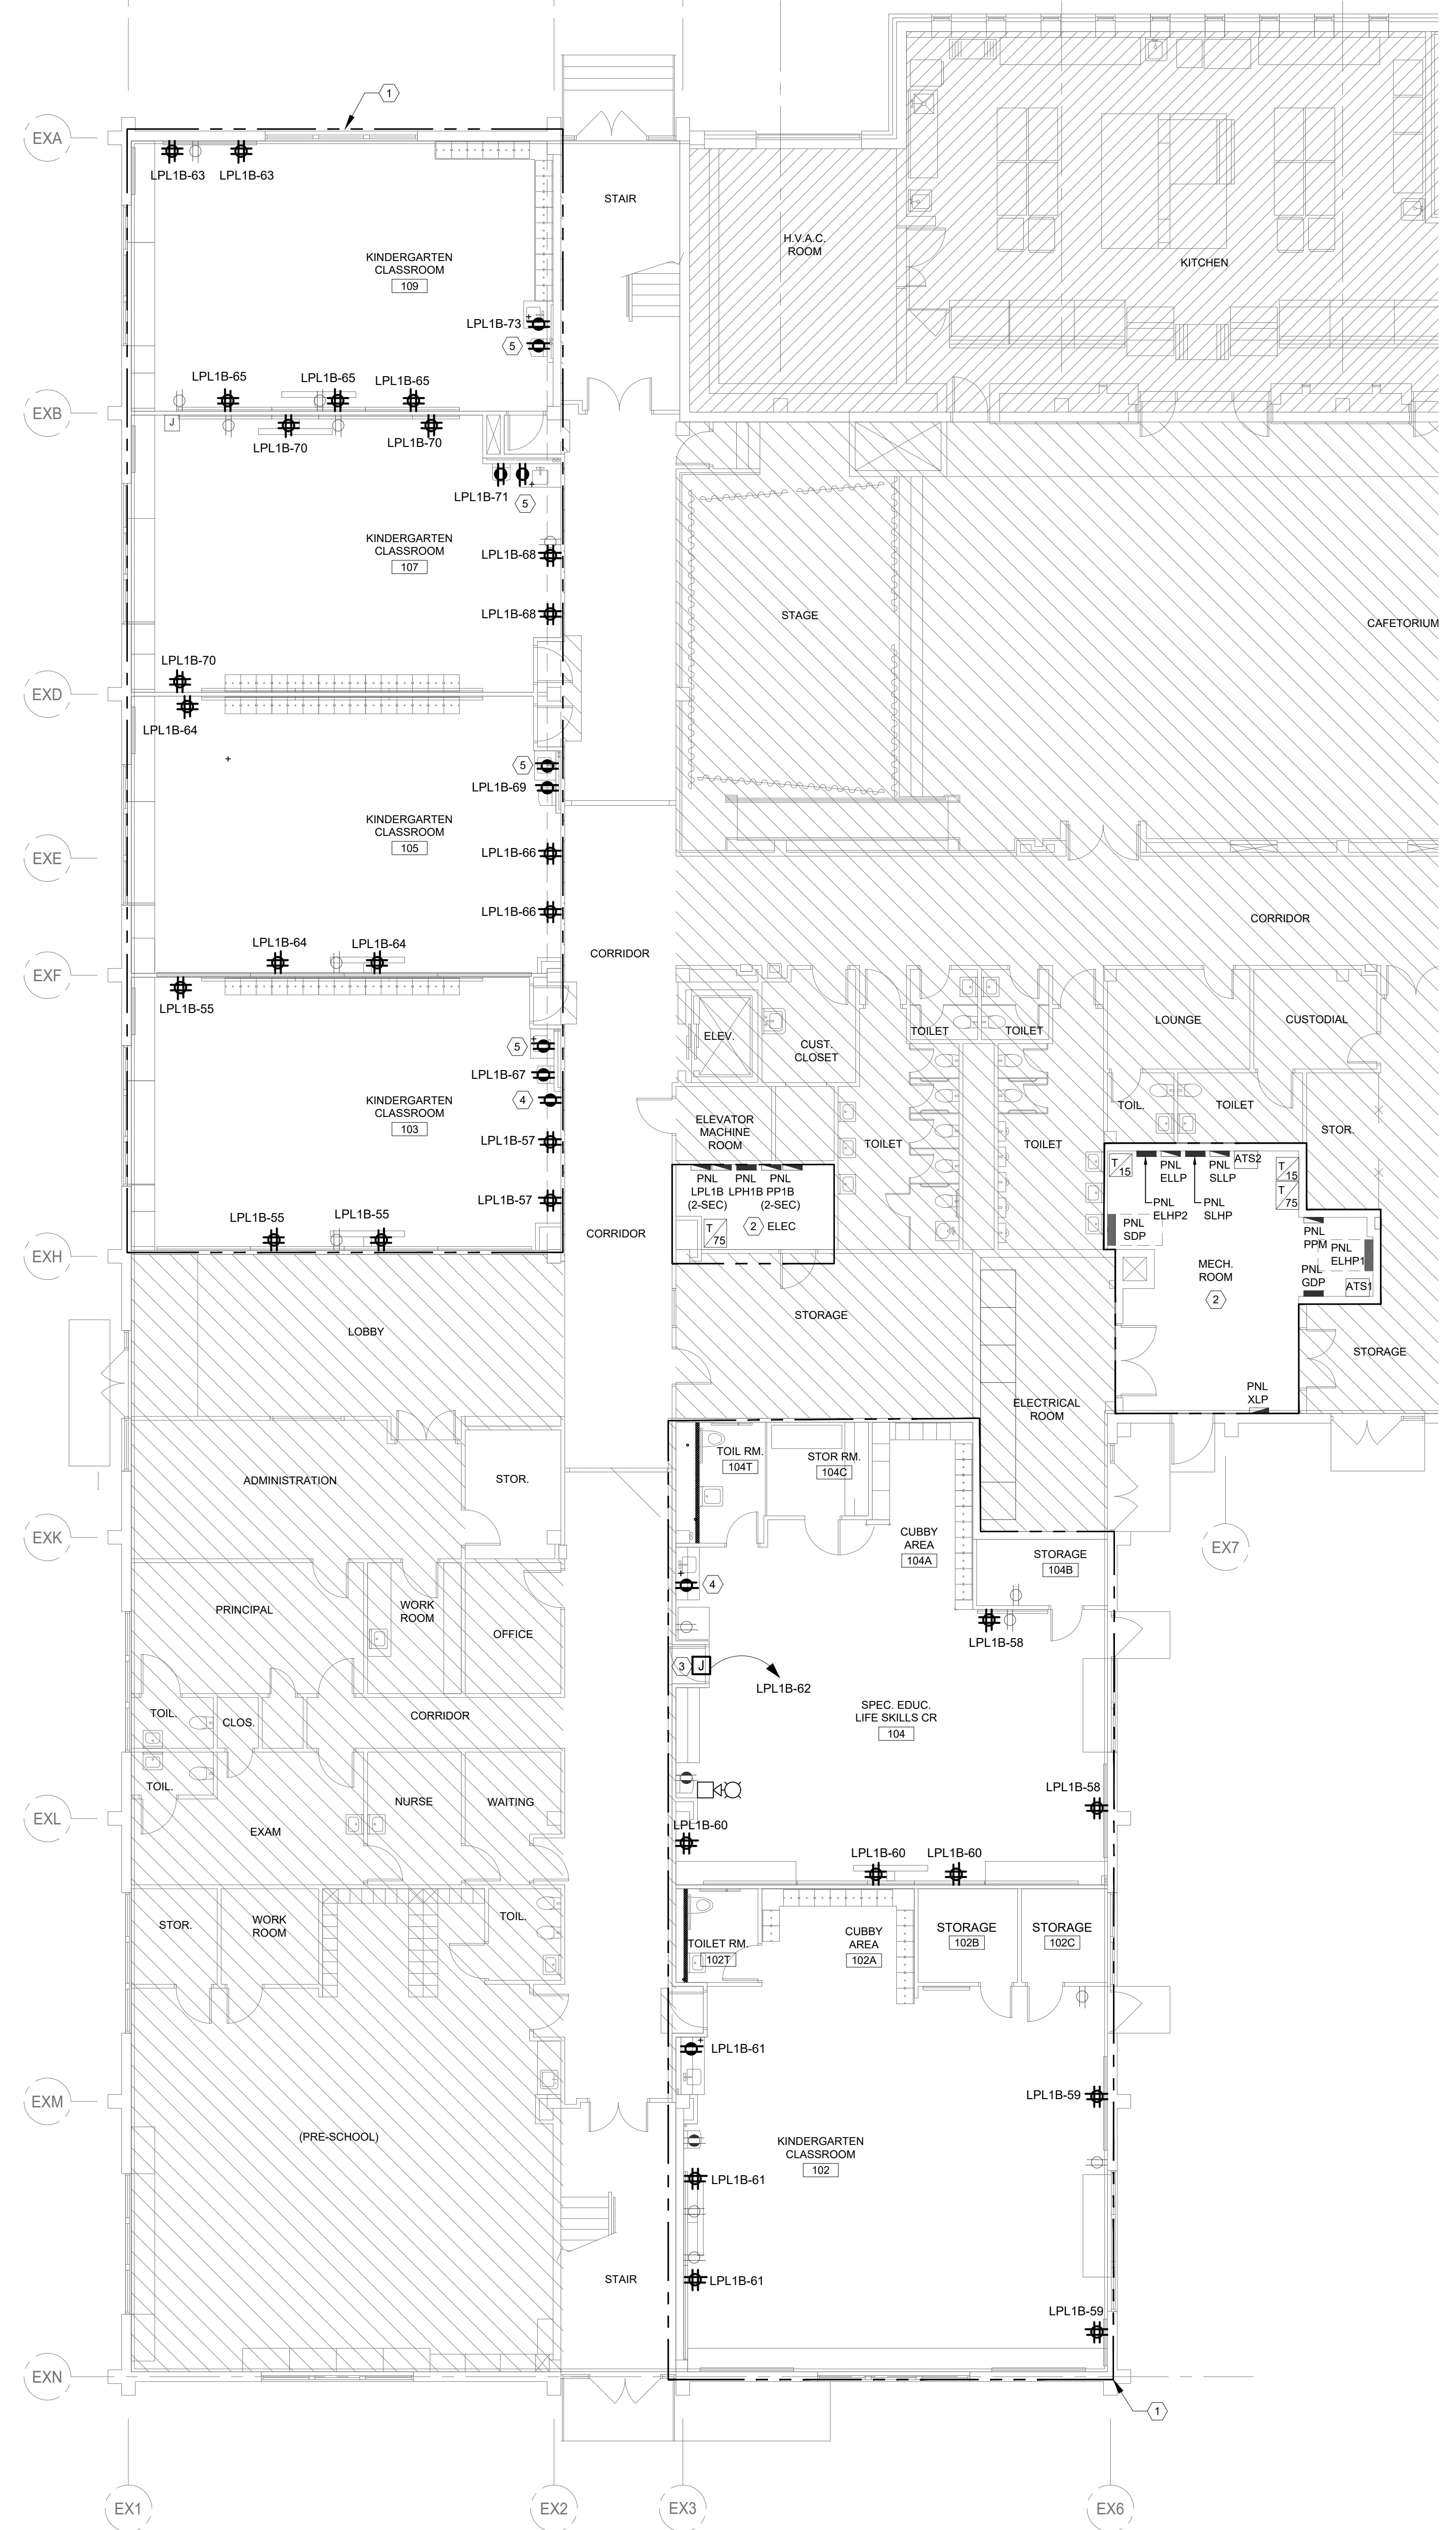 1
EXA
LPL1B-63
LPL1B-63
STAIR
H.V.A.C.
ROOM
KITCHEN
KINDERGARTEN
CLASSROOM
109
LPL1B-73
5
LPL1B-65
LPL1B-65
LPL1B-65
EXB
J
LPL1B-70
LPL1B-70
LPL1B-71
5
KINDERGARTEN
CLASSROOM
107
LPL1B-68
LPL1B-68
STAGE
CAFETORIUM
LPL1B-70
EXD
LPL1B-64
5
LPL1B-69
KINDERGARTEN
CLASSROOM
105
EXE
LPL1B-66
LPL1B-66
CORRIDOR
LPL1B-64
LPL1B-64
CORRIDOR
EXF
LPL1B-55
ELEV.
CUST.
CLOSET
TOILET
TOILET
LOUNGE
CUSTODIAL
5
LPL1B-67
4
KINDERGARTEN
CLASSROOM
103
ELEVATOR
MACHINE
ROOM
TOILET
TOILET
TOIL.
TOILET
STOR.
LPL1B-57
LPL1B-57
LPL1B-55
LPL1B-55
CORRIDOR
PNL
LPL1B
(2-SEC)
PNL
LPH1B
PNL
PP1B
(2-SEC)
T
75
2
ELEC
T
15
PNL
ELLP
PNL
SLLP
ATS2
T
15
T
75
PNL
ELHP2
PNL
SLHP
PNL
SDP
PNL
PPM
PNL
ELHP1
PNL
GDP
ATS1
MECH.
ROOM
2
EXH
LOBBY
STORAGE
STORAGE
PNL
XLP
ELECTRICAL
ROOM
ADMINISTRATION
STOR.
TOIL RM.
104T
STOR RM.
104C
CUBBY
AREA
104A
STORAGE
104B
EXK
EX7
PRINCIPAL
WORK
ROOM
OFFICE
4
LPL1B-58
3
J
LPL1B-62
SPEC. EDUC.
LIFE SKILLS CR
104
TOIL.
CLOS.
CORRIDOR
TOIL.
NURSE
WAITING
EXAM
EXL
LPL1B-58
LPL1B-60
LPL1B-60
LPL1B-60
STOR.
WORK
ROOM
TOIL.
TOILET RM.
102T
CUBBY
AREA
102A
STORAGE
102B
STORAGE
102C
LPL1B-61
LPL1B-59
EXM
(PRE-SCHOOL)
KINDERGARTEN
CLASSROOM
102
LPL1B-61
LPL1B-61
STAIR
LPL1B-59
EXN
1
EX1
EX2
EX3
EX6